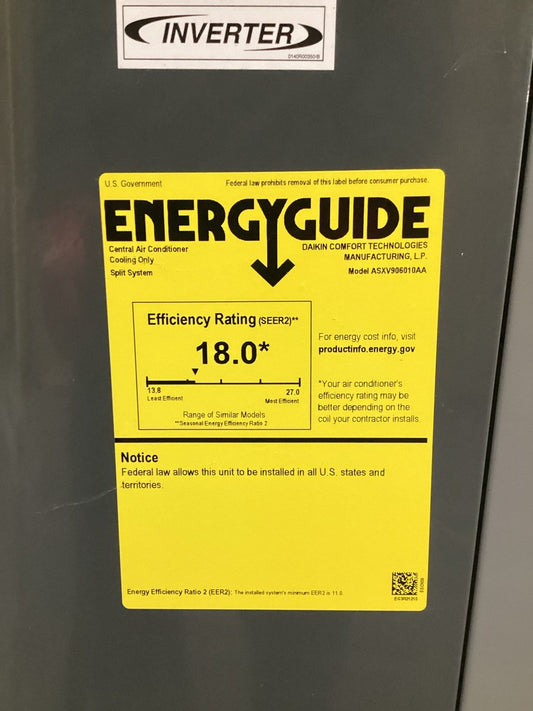 INVERTER
0140R00350-B
U.S. Government Federal law prohibits removal of this label before consumer purchase.
ENERGYGUIDE
Central Air Conditioner
Cooling Only
Split System
DAIKIN COMFORT TECHNOLOGIES
MANUFACTURING, L.P.
Model ASXV906010AA
Efficiency Rating (SEER2)**
18.0*
13.8 27.0
Least Efficient Most Efficient
Range of Similar Models
**Seasonal Energy Efficiency Ratio 2
For energy cost info, visit
productinfo.energy.gov
*Your air conditioner's
efficiency rating may be
better depending on the
coil your contractor installs.
Notice
Federal law allows this unit to be installed in all U.S. states and
territories.
Energy Efficiency Ratio 2 (EER2): The installed system's minimum EER2 is 11.0.